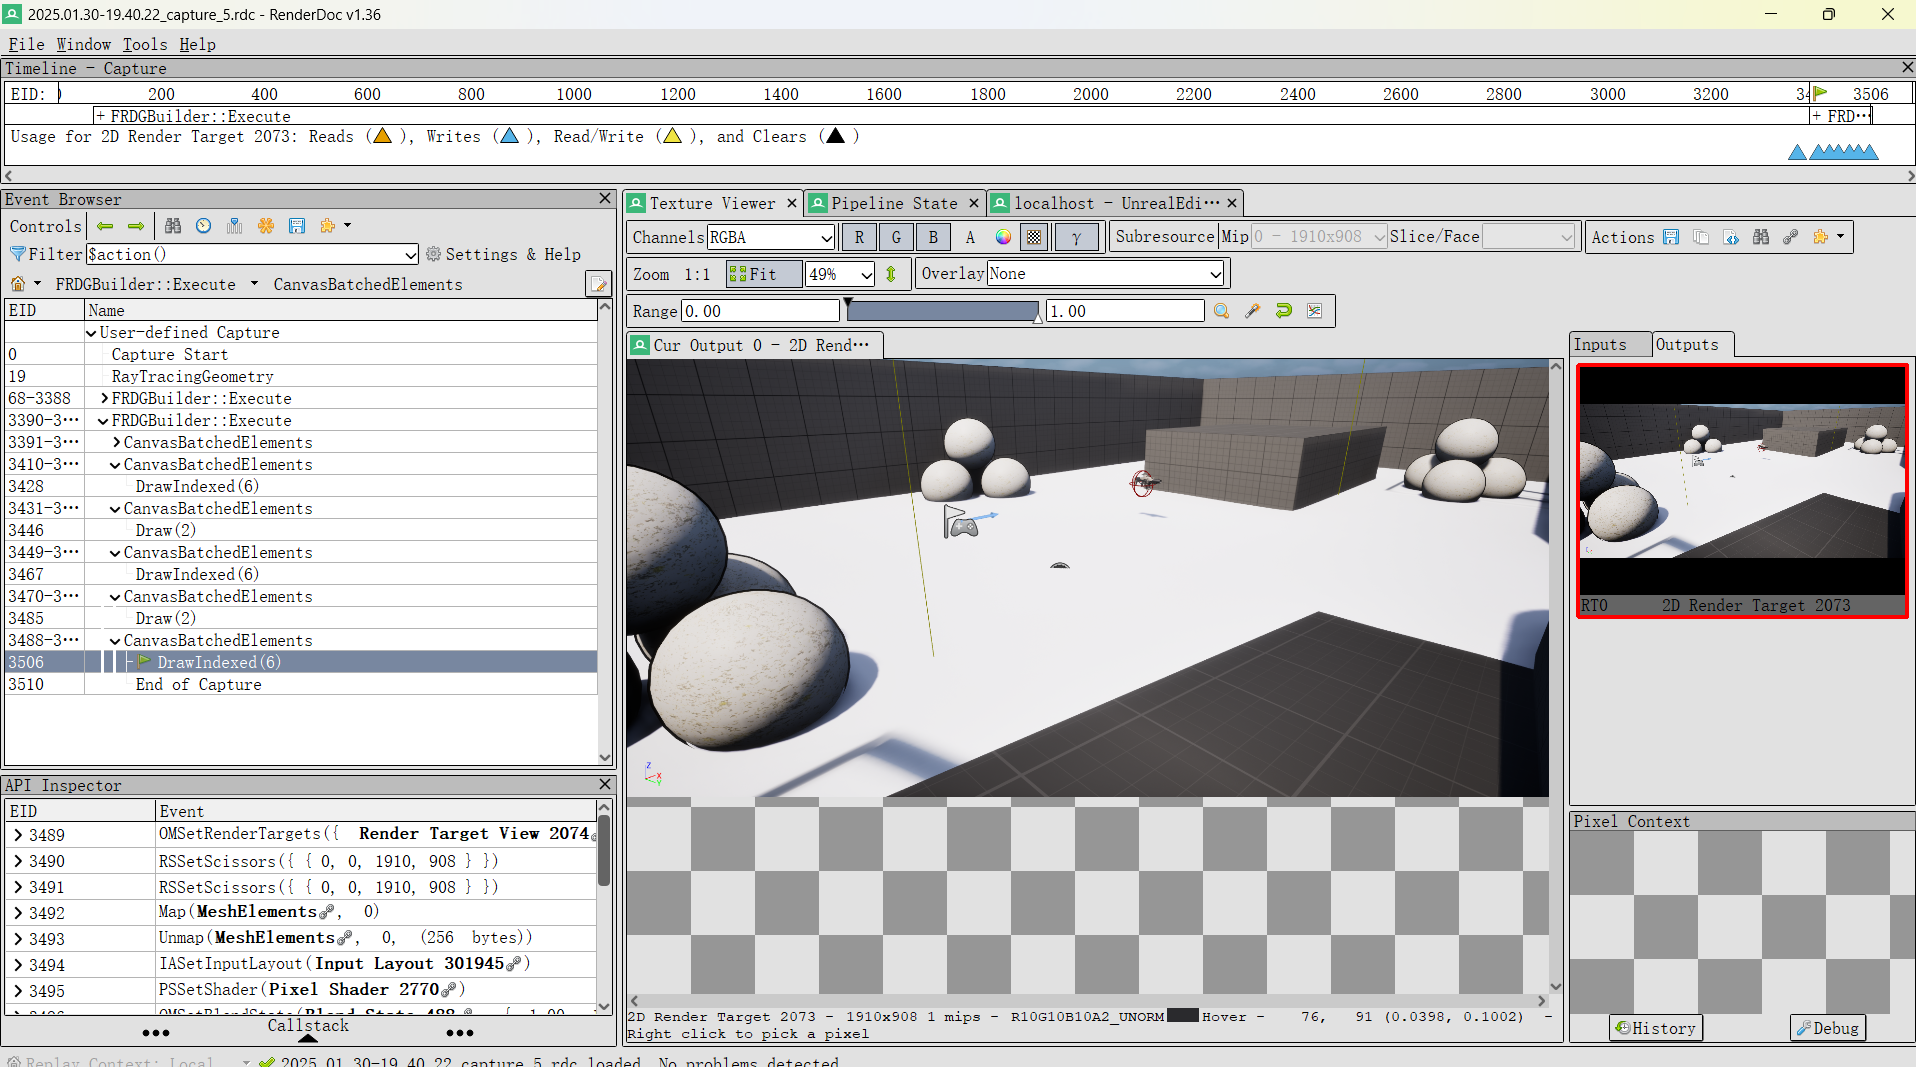 2025.01.30-19.40.22_capture_5.rdc - RenderDoc v1.36
File Window Tools Help
Timeline - Capture
EID: 200 400 600 800 1000 1200 1400 1600 1800 2000 2200 2400 2600 2800 3000 3200 34 3506
+ FRDGBuilder::Execute + FRD···
Usage for 2D Render Target 2073: Reads ( ), Writes ( ), Read/Write ( ), and Clears ( )
Event Browser
Controls
Filter $action() Settings & Help
FRDGBuilder::Execute CanvasBatchedElements
EID Name
User-defined Capture
0 Capture Start
19 RayTracingGeometry
68-3388 FRDGBuilder::Execute
3390-3··· FRDGBuilder::Execute
3391-3··· CanvasBatchedElements
3410-3··· CanvasBatchedElements
3428 DrawIndexed(6)
3431-3··· CanvasBatchedElements
3446 Draw(2)
3449-3··· CanvasBatchedElements
3467 DrawIndexed(6)
3470-3··· CanvasBatchedElements
3485 Draw(2)
3488-3··· CanvasBatchedElements
3506 DrawIndexed(6)
3510 End of Capture
API Inspector
EID Event
3489 OMSetRenderTargets({ Render Target View 2074
3490 RSSetScissors({ { 0, 0, 1910, 908 } })
3491 RSSetScissors({ { 0, 0, 1910, 908 } })
3492 Map(MeshElements, 0)
3493 Unmap(MeshElements, 0, (256 bytes))
3494 IASetInputLayout(Input Layout 301945)
3495 PSSetShader(Pixel Shader 2770)
3496 OMSetBlendState(Blend State 488, { 1.00
Callstack
Texture Viewer Pipeline State localhost - UnrealEdi···
Channels RGBA R G B A γ Subresource Mip 0 - 1910x908 Slice/Face Actions
Zoom 1:1 Fit 49% Overlay None
Range 0.00 1.00
Cur Output 0 - 2D Rend···
Z
X
Y
2D Render Target 2073 - 1910x908 1 mips - R10G10B10A2_UNORM Hover - 76, 91 (0.0398, 0.1002) -
Right click to pick a pixel
Inputs Outputs
RT0 2D Render Target 2073
Pixel Context
History Debug
Replay Context: Local 2025.01.30-19.40.22_capture_5.rdc loaded. No problems detected.